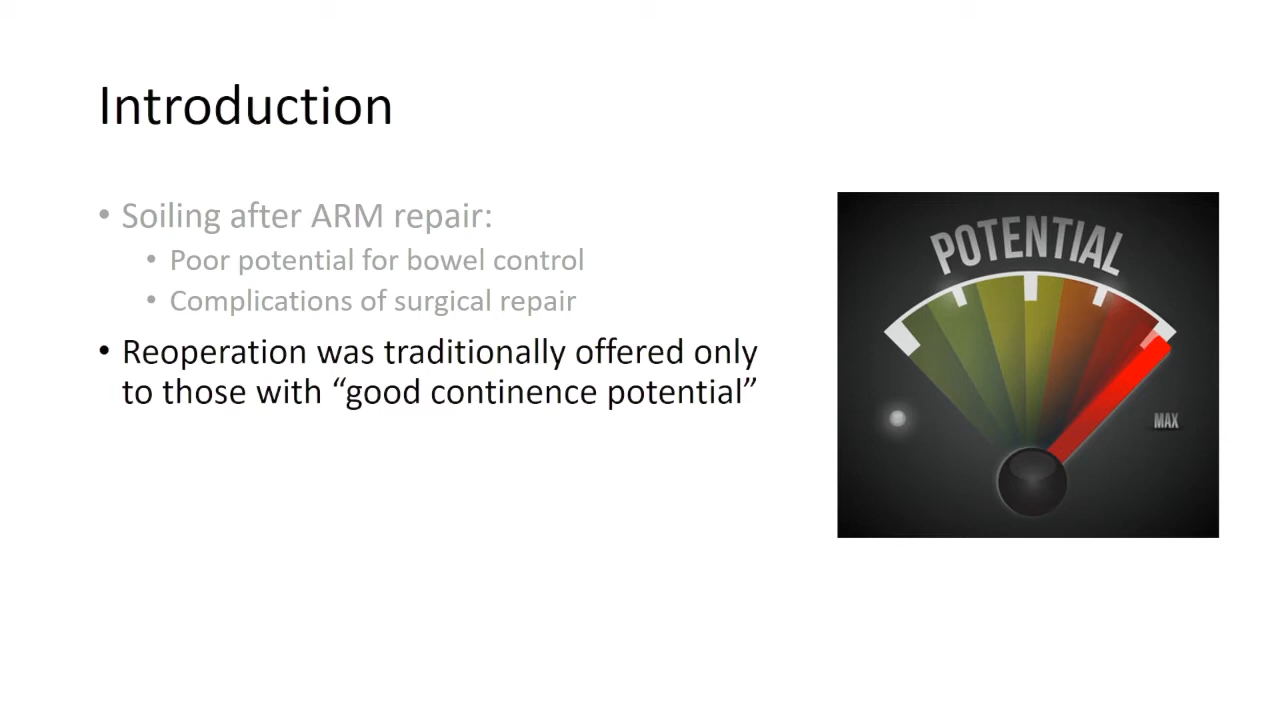 Introduction
• Soiling after ARM repair:
• Poor potential for bowel control
• Complications of surgical repair
• Reoperation was traditionally offered only
to those with “good continence potential”
POTENTIAL
MAX